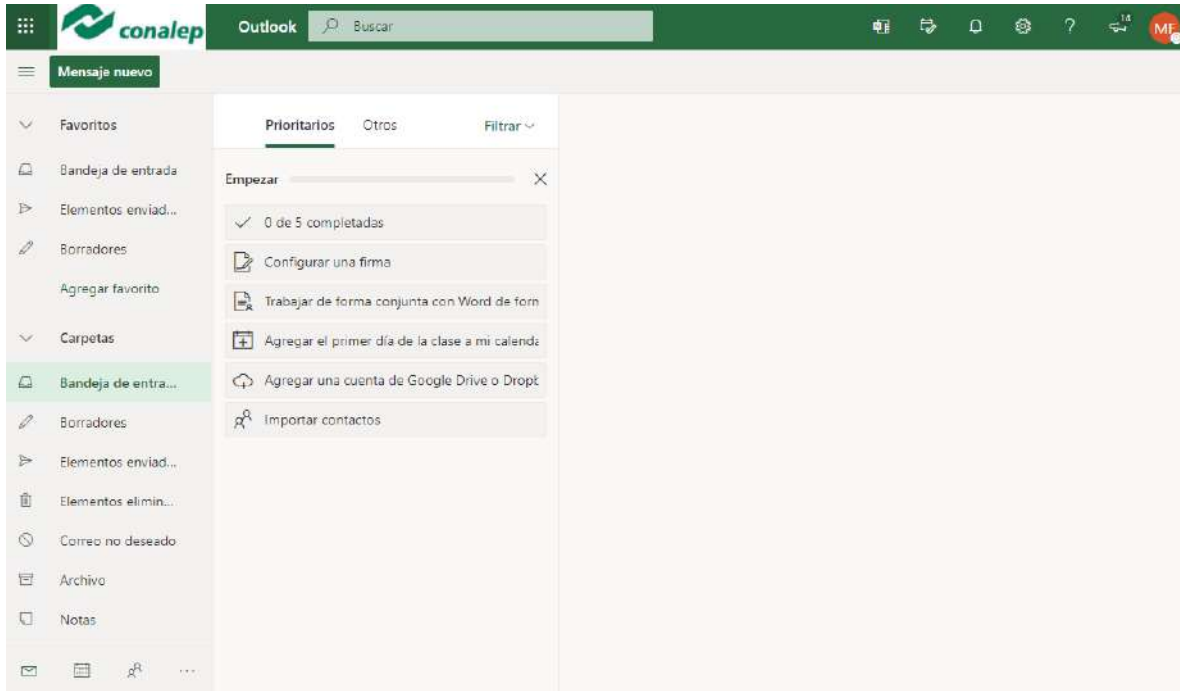 conalep
Outlook
Buscar
14
MF
Mensaje nuevo
Favoritos
Bandeja de entrada
Elementos enviad...
Borradores
Agregar favorito
Carpetas
Bandeja de entra...
Borradores
Elementos enviad...
Elementos elimin...
Correo no deseado
Archivo
Notas
Prioritarios
Otros
Filtrar
Empezar
0 de 5 completadas
Configurar una firma
Trabajar de forma conjunta con Word de forn
Agregar el primer día de la clase a mi calenda
Agregar una cuenta de Google Drive o Dropb
Importar contactos